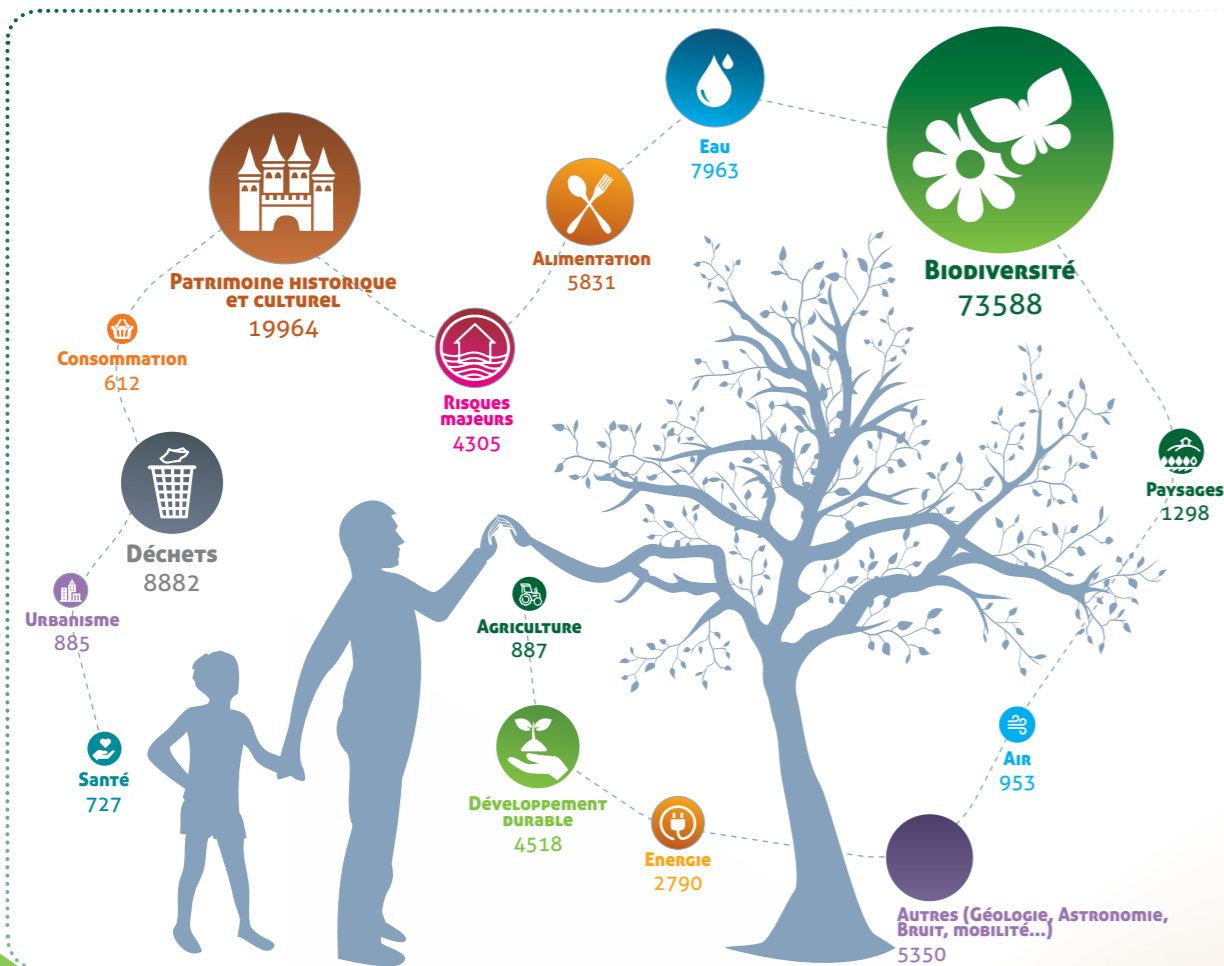 Eau
7963
Biodiversité
73588
Alimentation
5831
Patrimoine historique
et culturel
19964
Consommation
612
Risques
majeurs
4305
Paysages
1298
Déchets
8882
Urbanisme
885
Agriculture
887
Santé
727
Air
953
Développement
durable
4518
Energie
2790
Autres (Géologie, Astronomie,
Bruit, mobilité...)
5350